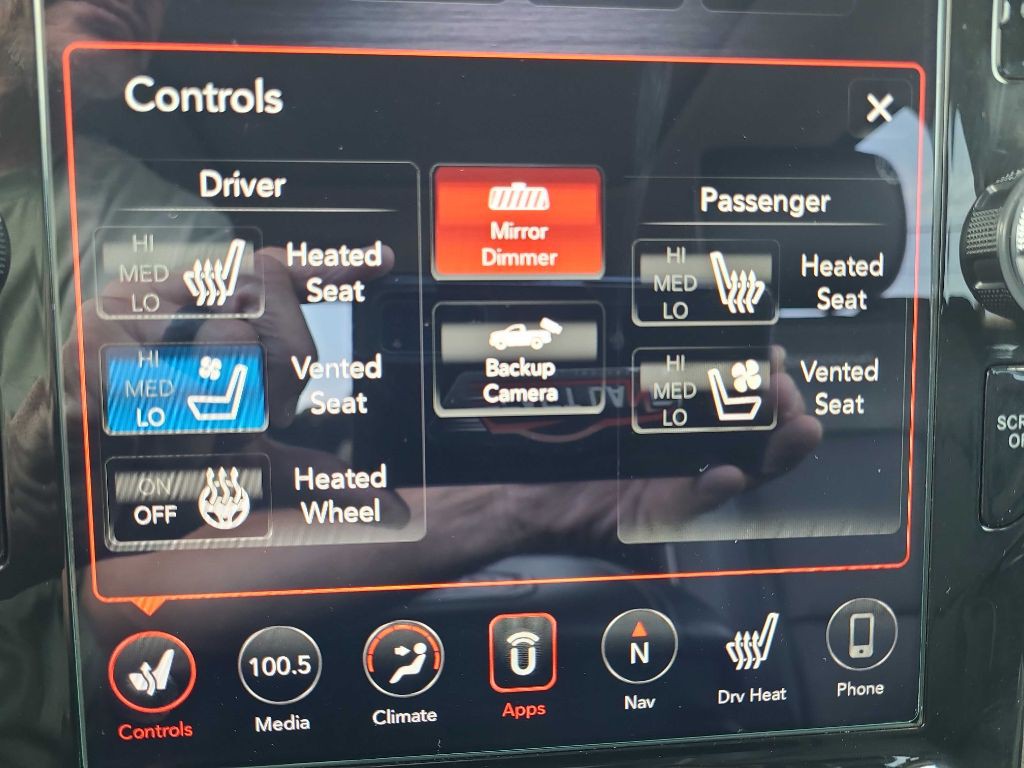 Controls
X
Driver
HI
MED
LO
Heated
Seat
HI
MED
LO
Vented
Seat
ON
OFF
Heated
Wheel
Mirror
Dimmer
Backup
Camera
Passenger
HI
MED
LO
Heated
Seat
HI
MED
LO
Vented
Seat
Controls
100.5
Media
Climate
U
Apps
N
Nav
Drv Heat
Phone